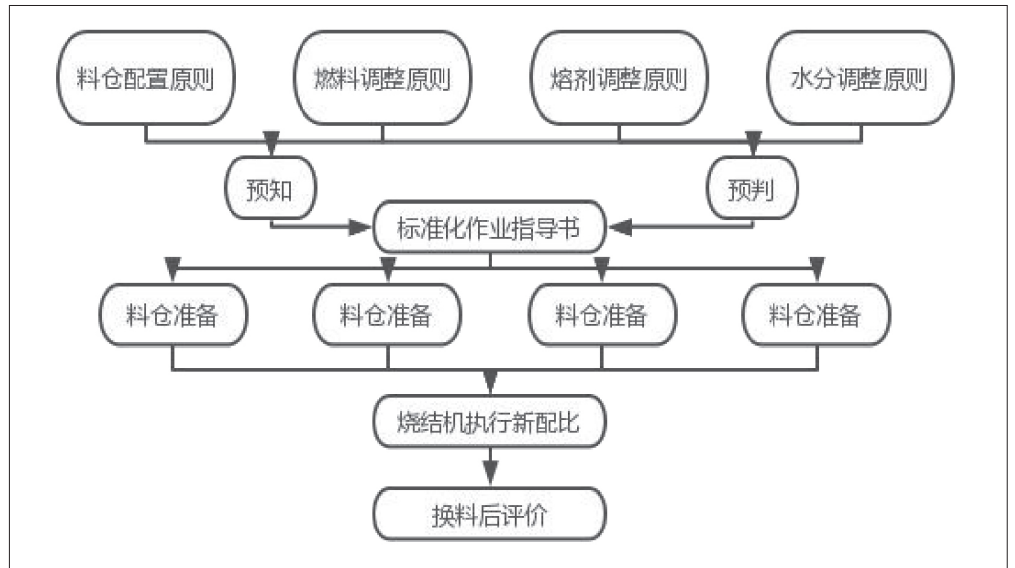 料仓配置原则
燃料调整原则
熔剂调整原则
水分调整原则
预知
预判
标准化作业指导书
料仓准备
料仓准备
料仓准备
料仓准备
烧结机执行新配比
换料后评价